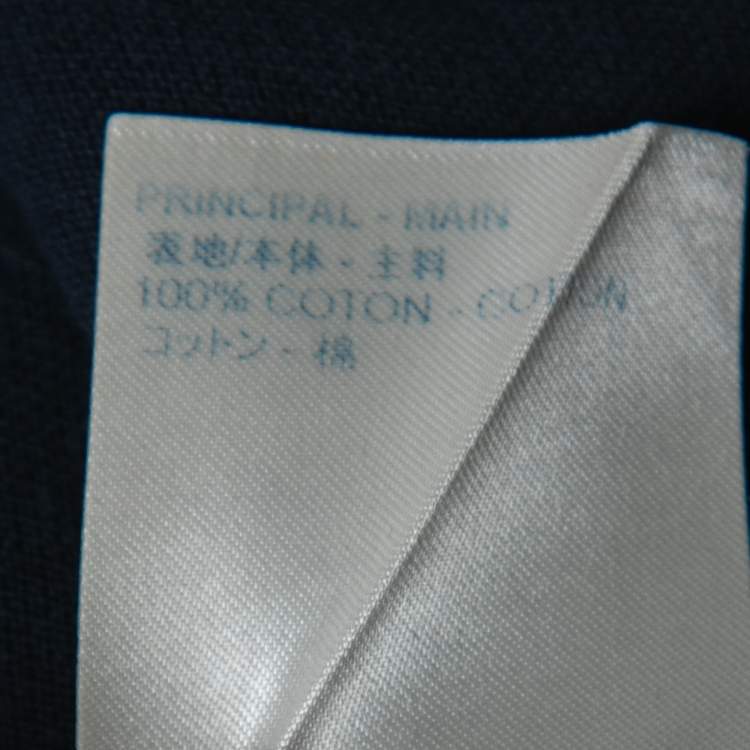 PRINCIPAL - MAIN
表地/本体 - 主料
100% COTON - COTTON
コットン - 棉